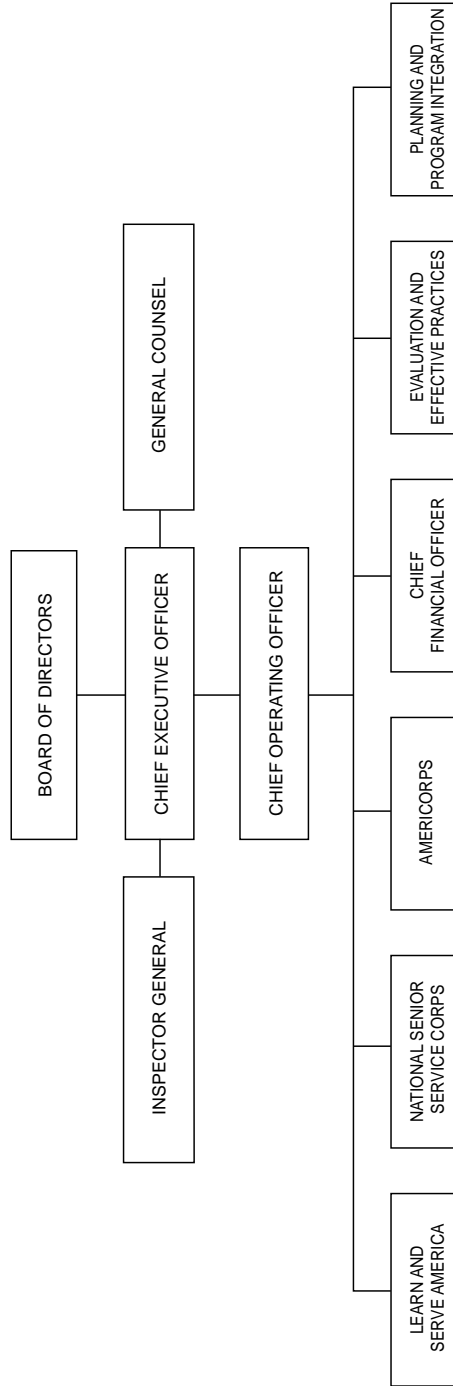 BOARD OF DIRECTORS
INSPECTOR GENERAL
CHIEF EXECUTIVE OFFICER
GENERAL COUNSEL
CHIEF OPERATING OFFICER
LEARN AND
SERVE AMERICA
NATIONAL SENIOR
SERVICE CORPS
AMERICORPS
CHIEF
FINANCIAL OFFICER
EVALUATION AND
EFFECTIVE PRACTICES
PLANNING AND
PROGRAM INTEGRATION